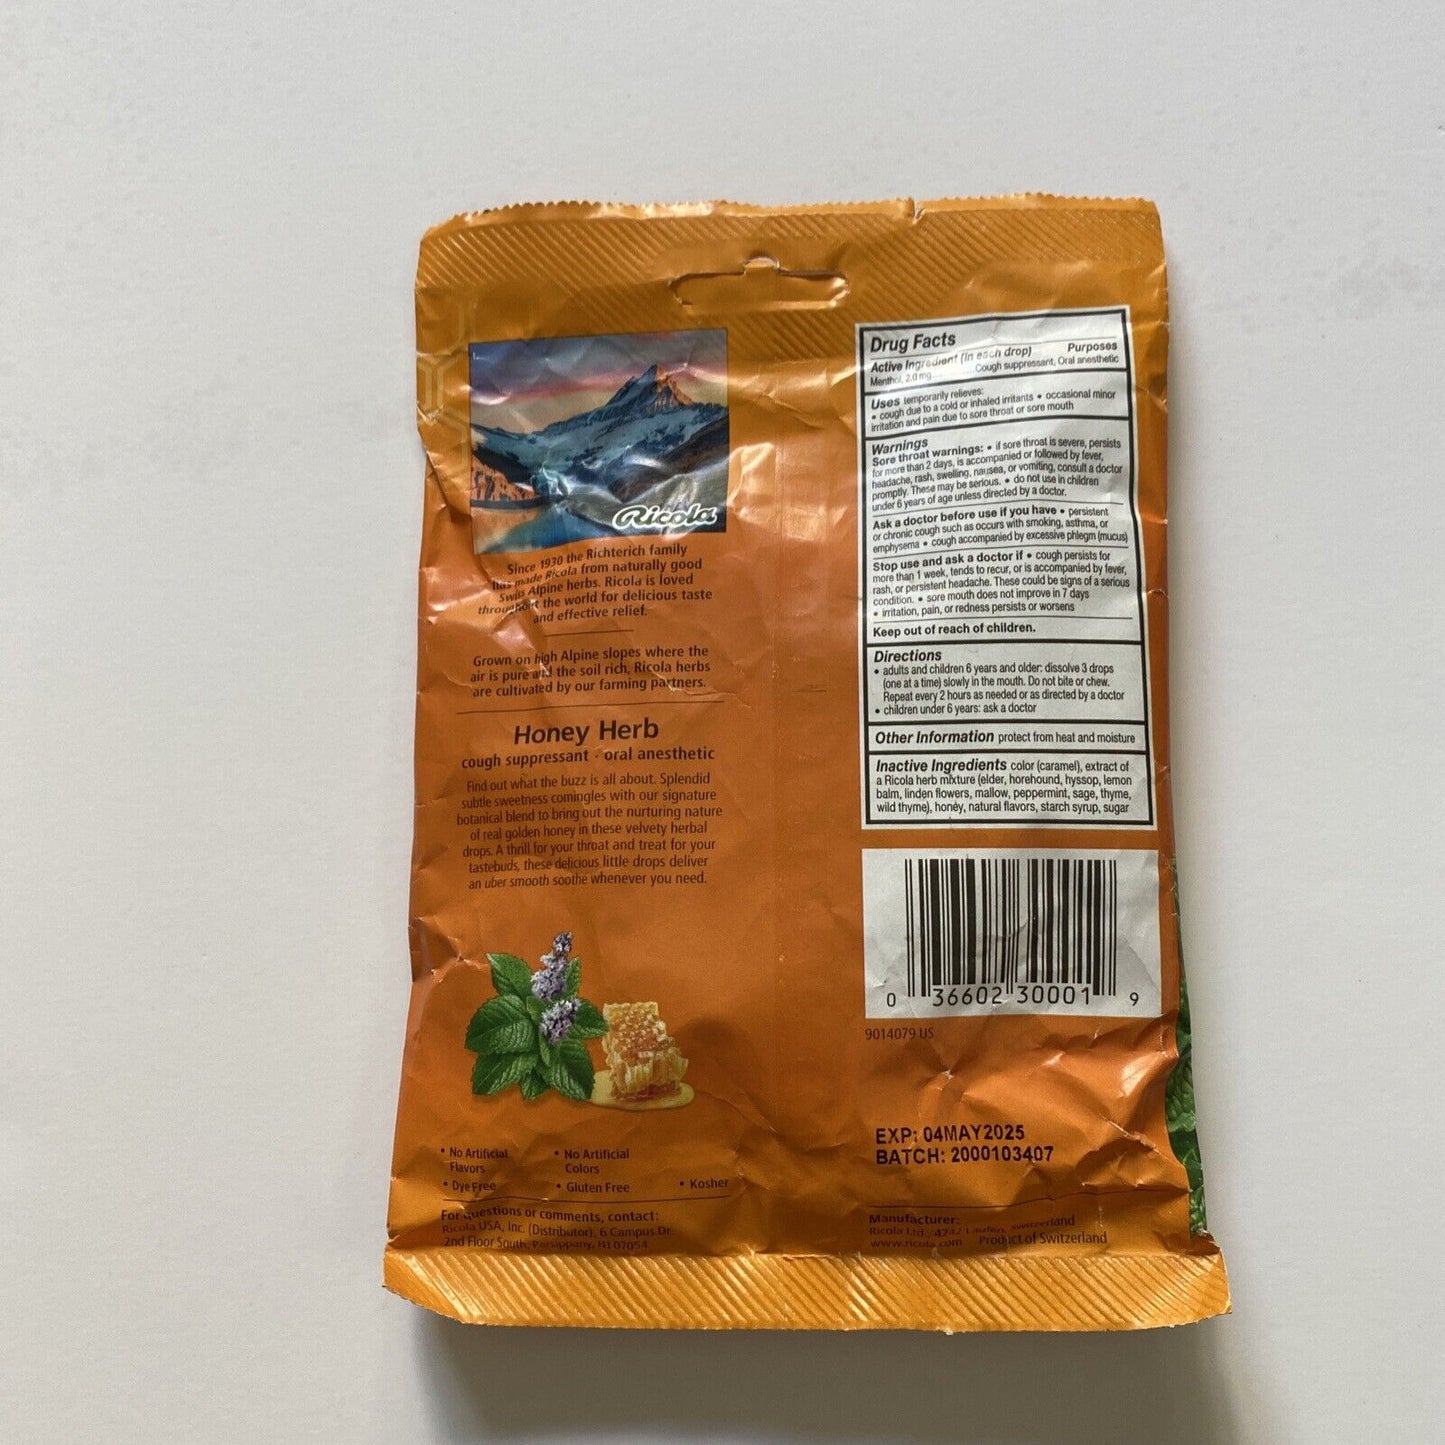 Ricola
Since 1930 the Richterich family
has made Ricola from naturally good
Swiss Alpine herbs. Ricola is loved
throughout the world for delicious taste
and effective relief.
Grown on high Alpine slopes where the
air is pure and the soil rich, Ricola herbs
are cultivated by our farming partners.
Honey Herb
cough suppressant · oral anesthetic
Find out what the buzz is all about. Splendid
subtle sweetness comingles with our signature
botanical blend to bring out the nurturing nature
of real golden honey in these velvety herbal
drops. A thrill for your throat and treat for your
tastebuds, these delicious little drops deliver
an uber smooth soothe whenever you need.
• No Artificial
Flavors
• No Artificial
Colors
• Dye Free
• Gluten Free
• Kosher
For questions or comments, contact:
Ricola USA, Inc. (Distributor), 6 Campus Dr.
2nd Floor South, Parsippany, NJ 07054
Drug Facts
Active Ingredient (in each drop) Purposes
Menthol, 2.0 mg..........Cough suppressant, Oral anesthetic
Uses temporarily relieves:
• cough due to a cold or inhaled irritants • occasional minor
irritation and pain due to sore throat or sore mouth
Warnings
Sore throat warnings: • if sore throat is severe, persists
for more than 2 days, is accompanied or followed by fever,
headache, rash, swelling, nausea, or vomiting, consult a doctor
promptly. These may be serious. • do not use in children
under 6 years of age unless directed by a doctor.
Ask a doctor before use if you have • persistent
or chronic cough such as occurs with smoking, asthma, or
emphysema • cough accompanied by excessive phlegm (mucus)
Stop use and ask a doctor if • cough persists for
more than 1 week, tends to recur, or is accompanied by fever,
rash, or persistent headache. These could be signs of a serious
condition. • sore mouth does not improve in 7 days
• irritation, pain, or redness persists or worsens
Keep out of reach of children.
Directions
• adults and children 6 years and older: dissolve 3 drops
(one at a time) slowly in the mouth. Do not bite or chew.
Repeat every 2 hours as needed or as directed by a doctor
• children under 6 years: ask a doctor
Other Information protect from heat and moisture
Inactive Ingredients color (caramel), extract of
a Ricola herb mixture (elder, horehound, hyssop, lemon
balm, linden flowers, mallow, peppermint, sage, thyme,
wild thyme), honey, natural flavors, starch syrup, sugar
0 36602 30001 9
9014079 US
EXP: 04MAY2025
BATCH: 2000103407
Manufacturer:
Ricola Ltd., 4242 Laufen, Switzerland
www.ricola.com Product of Switzerland